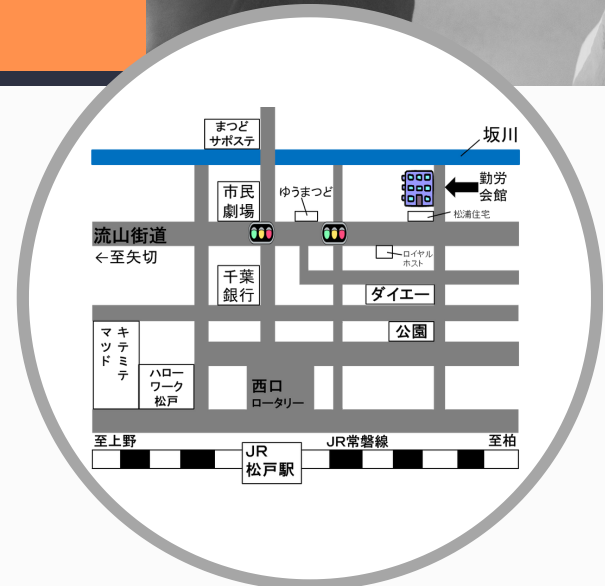 まつど
サポステ
坂川
市民
劇場
ゆうまつど
勤労
会館
松浦住宅
流山街道
←至矢切
ロイヤル
ホスト
千葉
銀行
ダイエー
公園
キテミテ
マツド
ハロー
ワーク
松戸
西口
ロータリー
至上野
JR常磐線
至柏
JR
松戸駅